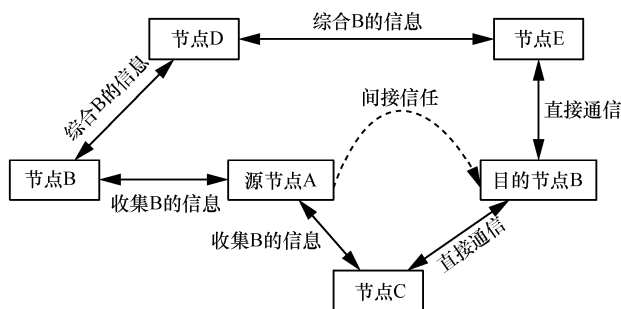 综合B的信息
节点D
节点E
综合B的信息
间接信任
直接通信
节点B
源节点A
目的节点B
收集B的信息
收集B的信息
直接通信
节点C